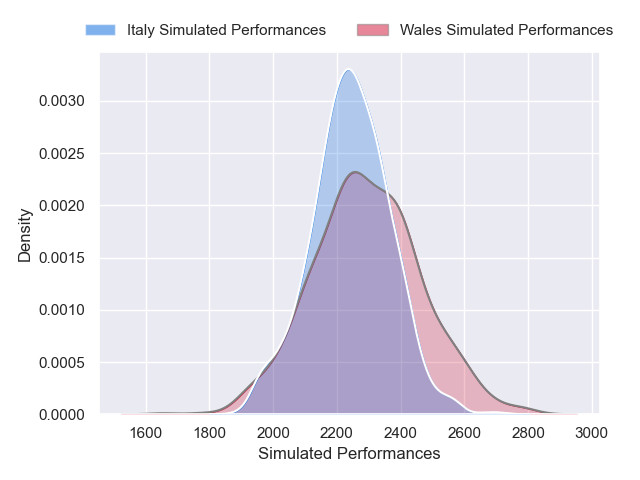 Italy Simulated Performances Wales Simulated Performances
0.0030
0.0025
0.0020
0.0015
0.0010
0.0005
0.0000
Density
1600 1800 2000 2200 2400 2600 2800 3000
Simulated Performances